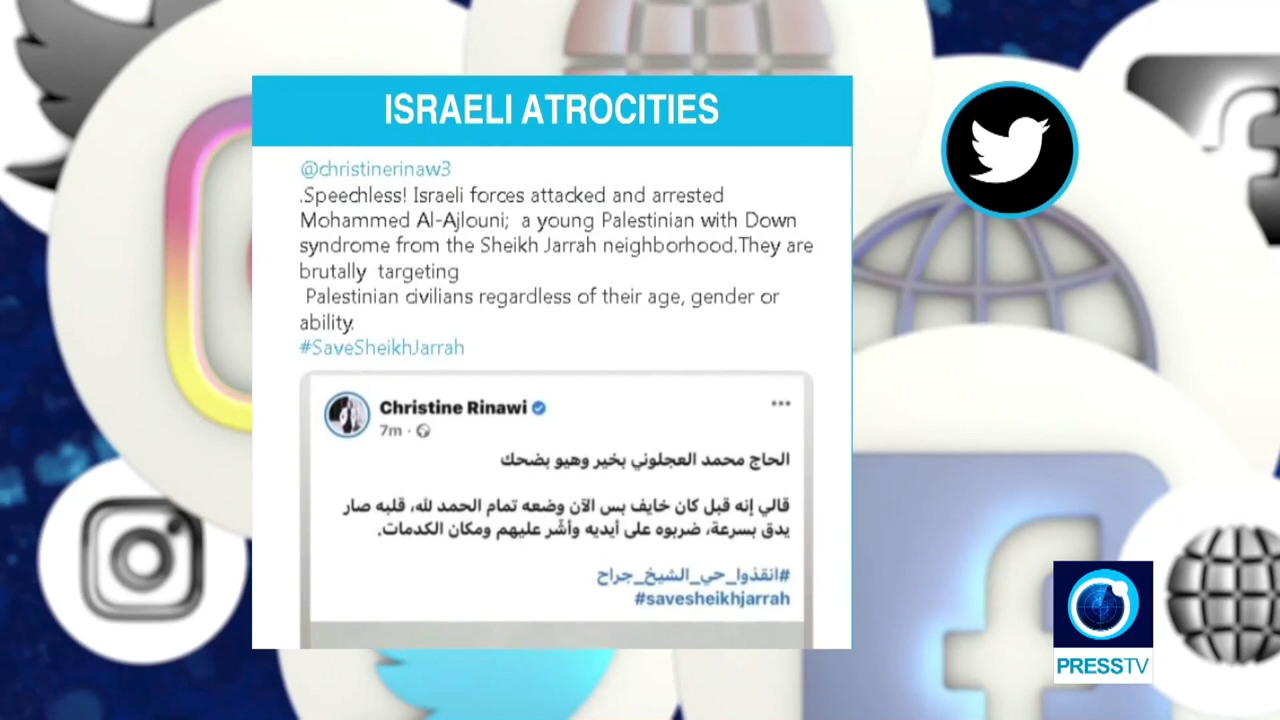 ISRAELI ATROCITIES
@christinerinaw3
.Speechless! Israeli forces attacked and arrested
Mohammed Al-Ajlouni;  a young Palestinian with Down
syndrome from the Sheikh Jarrah neighborhood.They are
brutally  targeting
Palestinian civilians regardless of their age, gender or
ability.
#SaveSheikhJarrah
Christine Rinawi
7m ·
الحاج محمد العجلوني بخير وهيو بضحك
قالي إنه قبل كان خايف بس الآن وضعه تمام الحمد لله، قلبه صار
يدق بسرعة، ضربوه على أيديه وأشّر عليهم ومكان الكدمات.
#انقذوا_حي_الشيخ_جراح
#savesheikhjarrah
PRESSTV